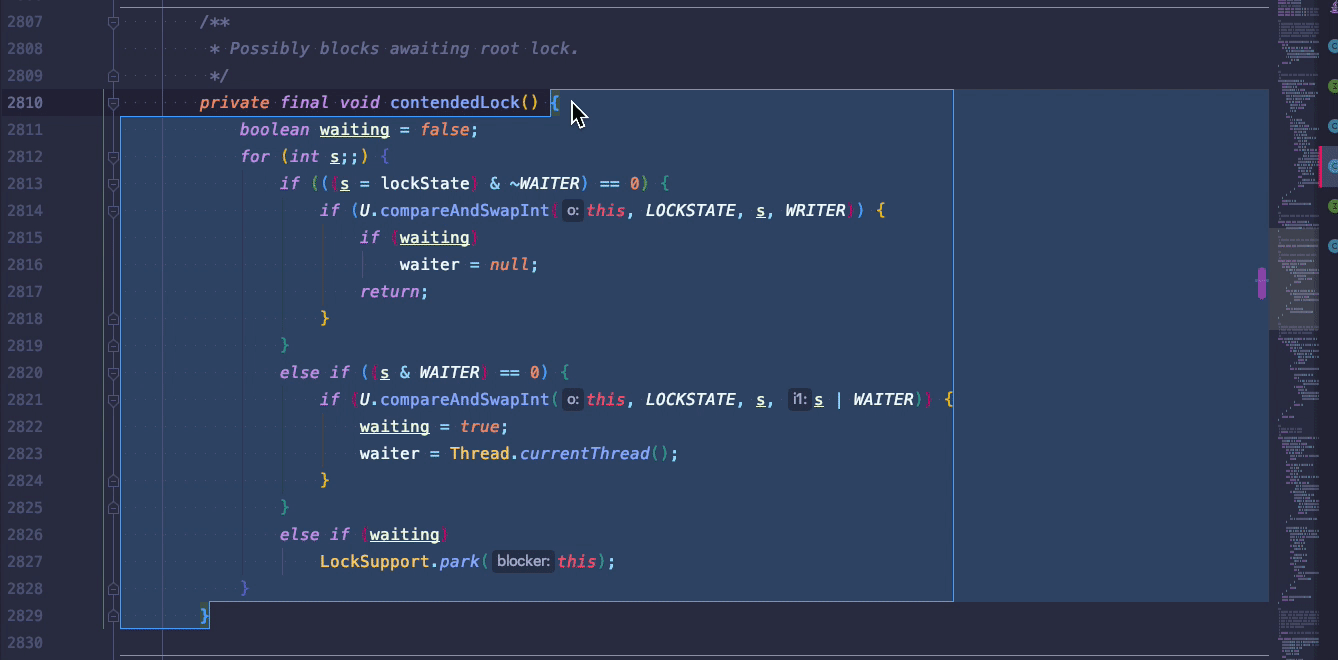 2807 /**
2808 * Possibly blocks awaiting root lock.
2809 */
2810 private final void contendedLock() {
2811 boolean waiting = false;
2812 for (int s;;) {
2813 if (((s = lockState) & ~WAITER) == 0) {
2814 if (U.compareAndSwapInt( o: this, LOCKSTATE, s, WRITER)) {
2815 if (waiting)
2816 waiter = null;
2817 return;
2818 }
2819 }
2820 else if ((s & WAITER) == 0) {
2821 if (U.compareAndSwapInt( o: this, LOCKSTATE, s, i1: s | WAITER)) {
2822 waiting = true;
2823 waiter = Thread.currentThread();
2824 }
2825 }
2826 else if (waiting)
2827 LockSupport.park( blocker: this);
2828 }
2829 }
2830